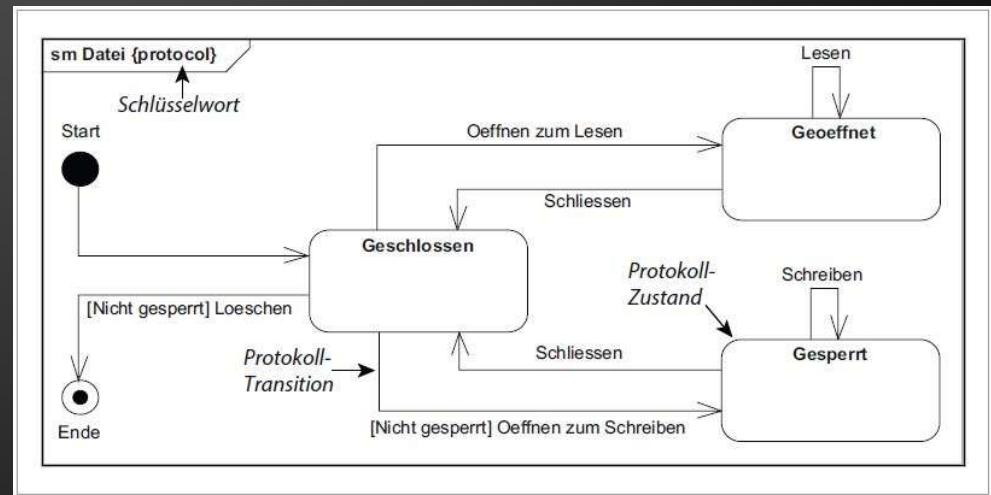 sm Datei {protocol}
Schlüsselwort
Start
Lesen
Oeffnen zum Lesen
Geoeffnet
Schliessen
Geschlossen
Protokoll-
Zustand
Schreiben
[Nicht gesperrt] Loeschen
Protokoll-
Transition
Schliessen
Gesperrt
[Nicht gesperrt] Oeffnen zum Schreiben
Ende